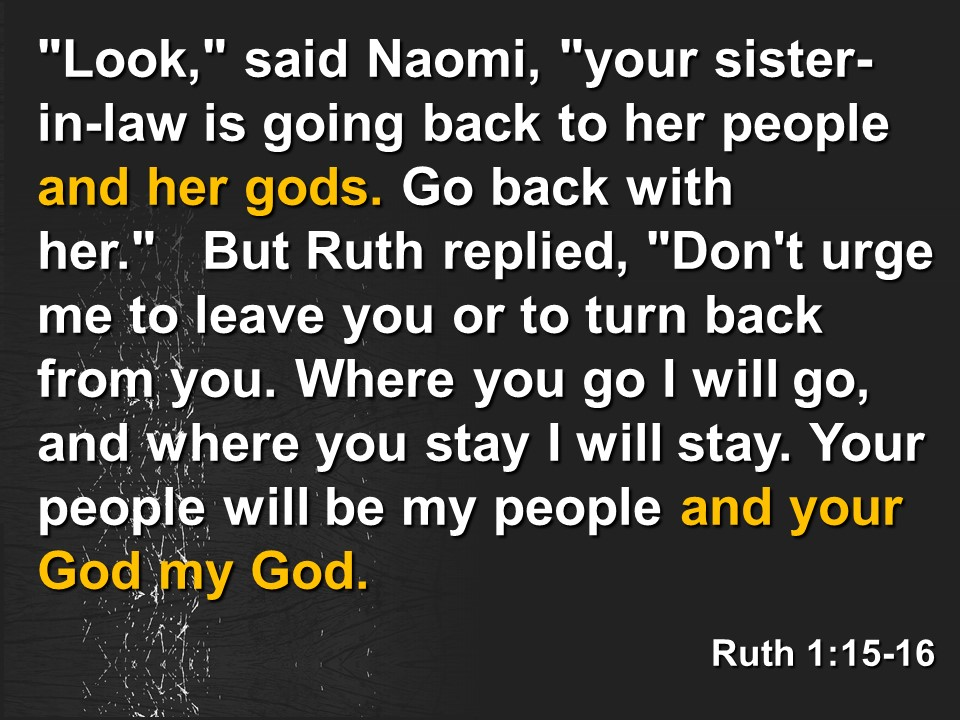 "Look," said Naomi, "your sister-
in-law is going back to her people
and her gods. Go back with
her."   But Ruth replied, "Don't urge
me to leave you or to turn back
from you. Where you go I will go,
and where you stay I will stay. Your
people will be my people and your
God my God.
Ruth 1:15-16